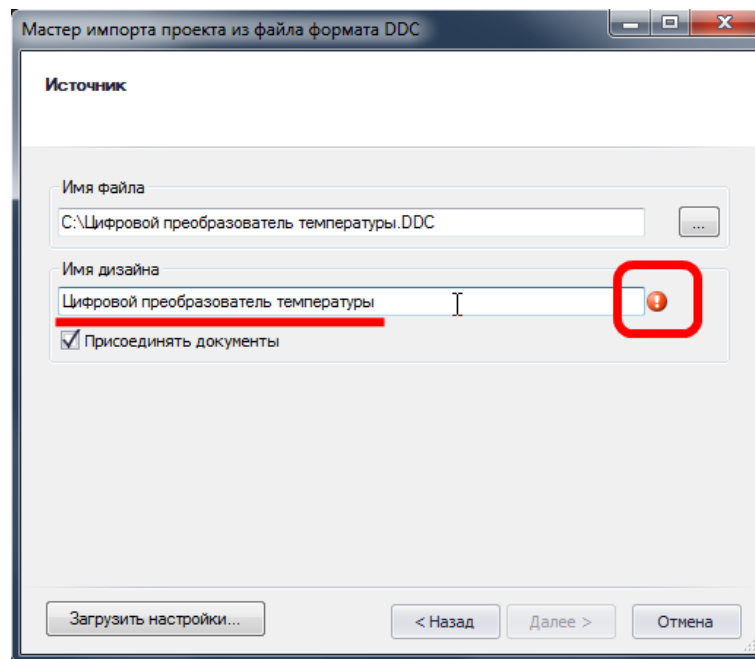 Мастер импорта проекта из файла формата DDC
Источник
Имя файла
C:\Цифровой преобразователь температуры.DDC
...
Имя дизайна
Цифровой преобразователь температуры
Присоединять документы
Загрузить настройки...
< Назад
Далее >
Отмена